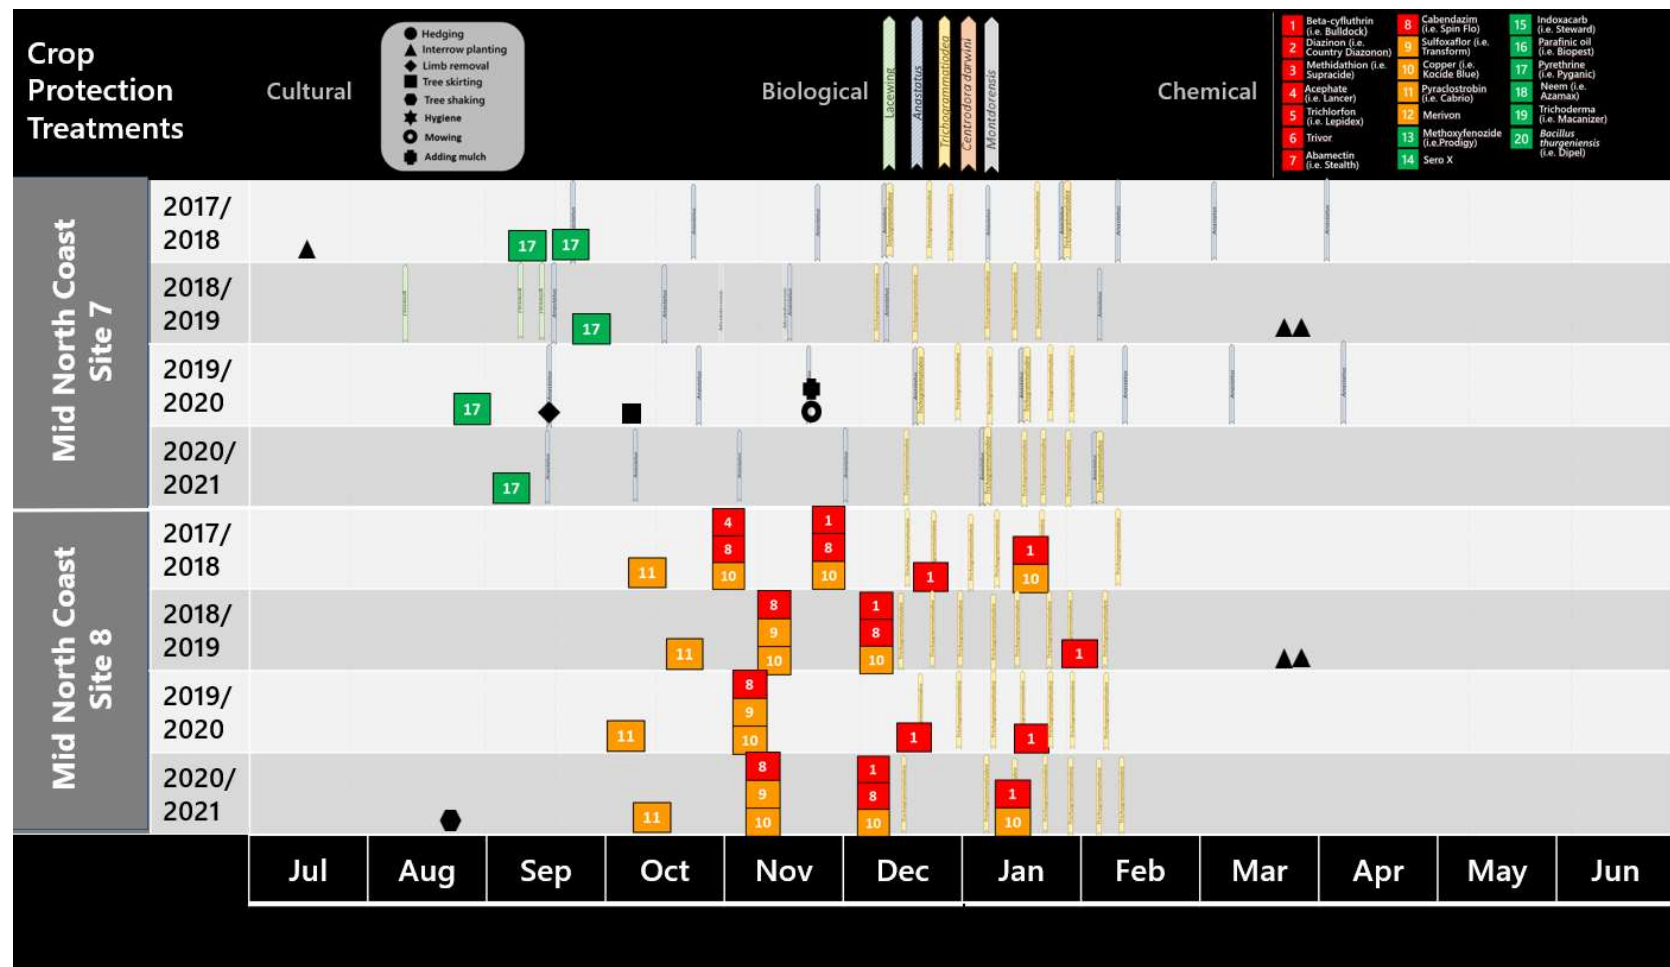 Crop
Protection
Treatments
Cultural
Hedging
Interrow planting
Limb removal
Tree skirting
Tree shaking
Hygiene
Mowing
Adding mulch
Biological
Lacewing
Anastatus
Trichogrammatiodea
Centrodora darwini
Montdorensis
Chemical
1 Beta-cyfluthrin
(i.e. Bulldock)
2 Diazinon (i.e.
Country Diazonon)
3 Methidathion (i.e.
Supracide)
4 Acephate
(i.e. Lancer)
5 Trichlorfon
(i.e. Lepidex)
6 Trivor
7 Abamectin
(i.e. Stealth)
8 Cabendazim
(i.e. Spin Flo)
9 Sulfoxaflor (i.e.
Transform)
10 Copper (i.e.
Kocide Blue)
11 Pyraclostrobin
(i.e. Cabrio)
12 Merivon
13 Methoxyfenozide
(i.e.Prodigy)
14 Sero X
15 Indoxacarb
(i.e. Steward)
16 Parafinic oil
(i.e. Biopest)
17 Pyrethrine
(i.e. Pyganic)
18 Neem (i.e.
Azamax)
19 Trichoderma
(i.e. Macanizer)
20 Bacillus
thurgeniensis
(i.e. Dipel)
Mid North Coast
Site 7
2017/
2018
17 17
2018/
2019
17
2019/
2020
17
2020/
2021
17
Mid North Coast
Site 8
2017/
2018
11
4
8
10
1
8
10
1
1
10
2018/
2019
11
8
9
10
1
8
10
1
2019/
2020
11
8
9
10
1
1
2020/
2021
11
8
9
10
1
8
10
1
10
Jul Aug Sep Oct Nov Dec Jan Feb Mar Apr May Jun